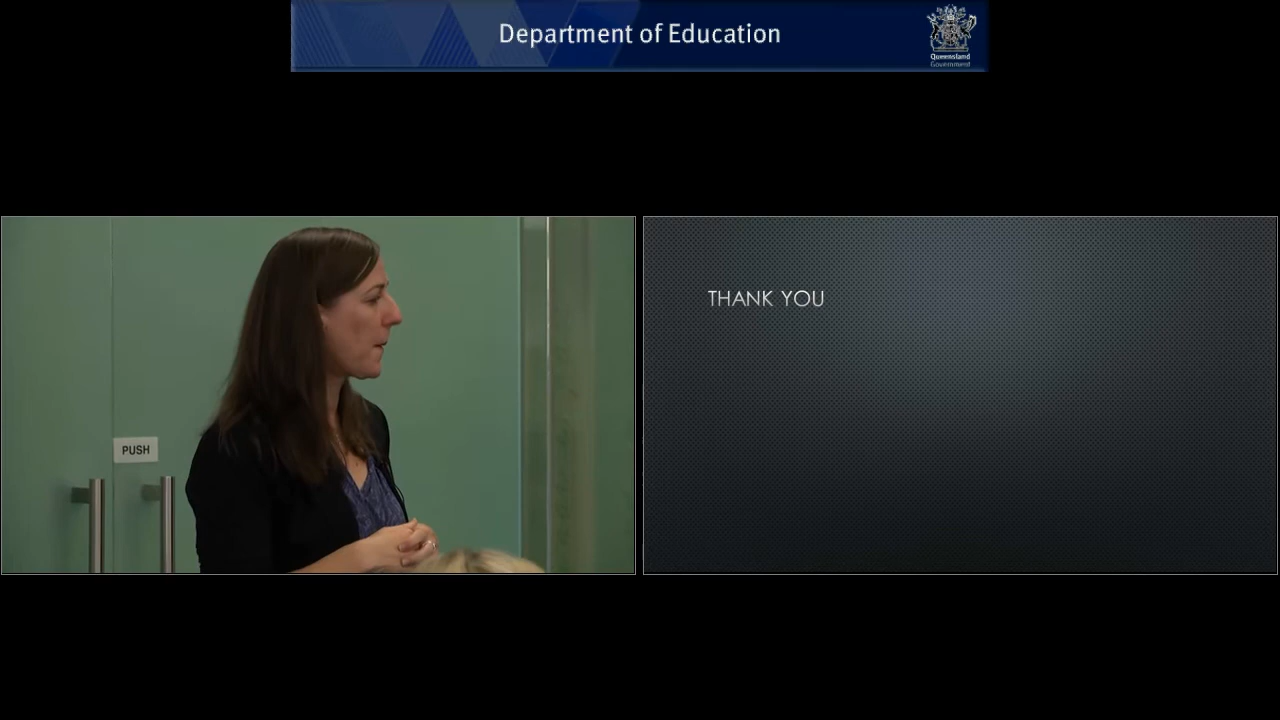 Department of Education
Queensland
Government
PUSH
THANK YOU